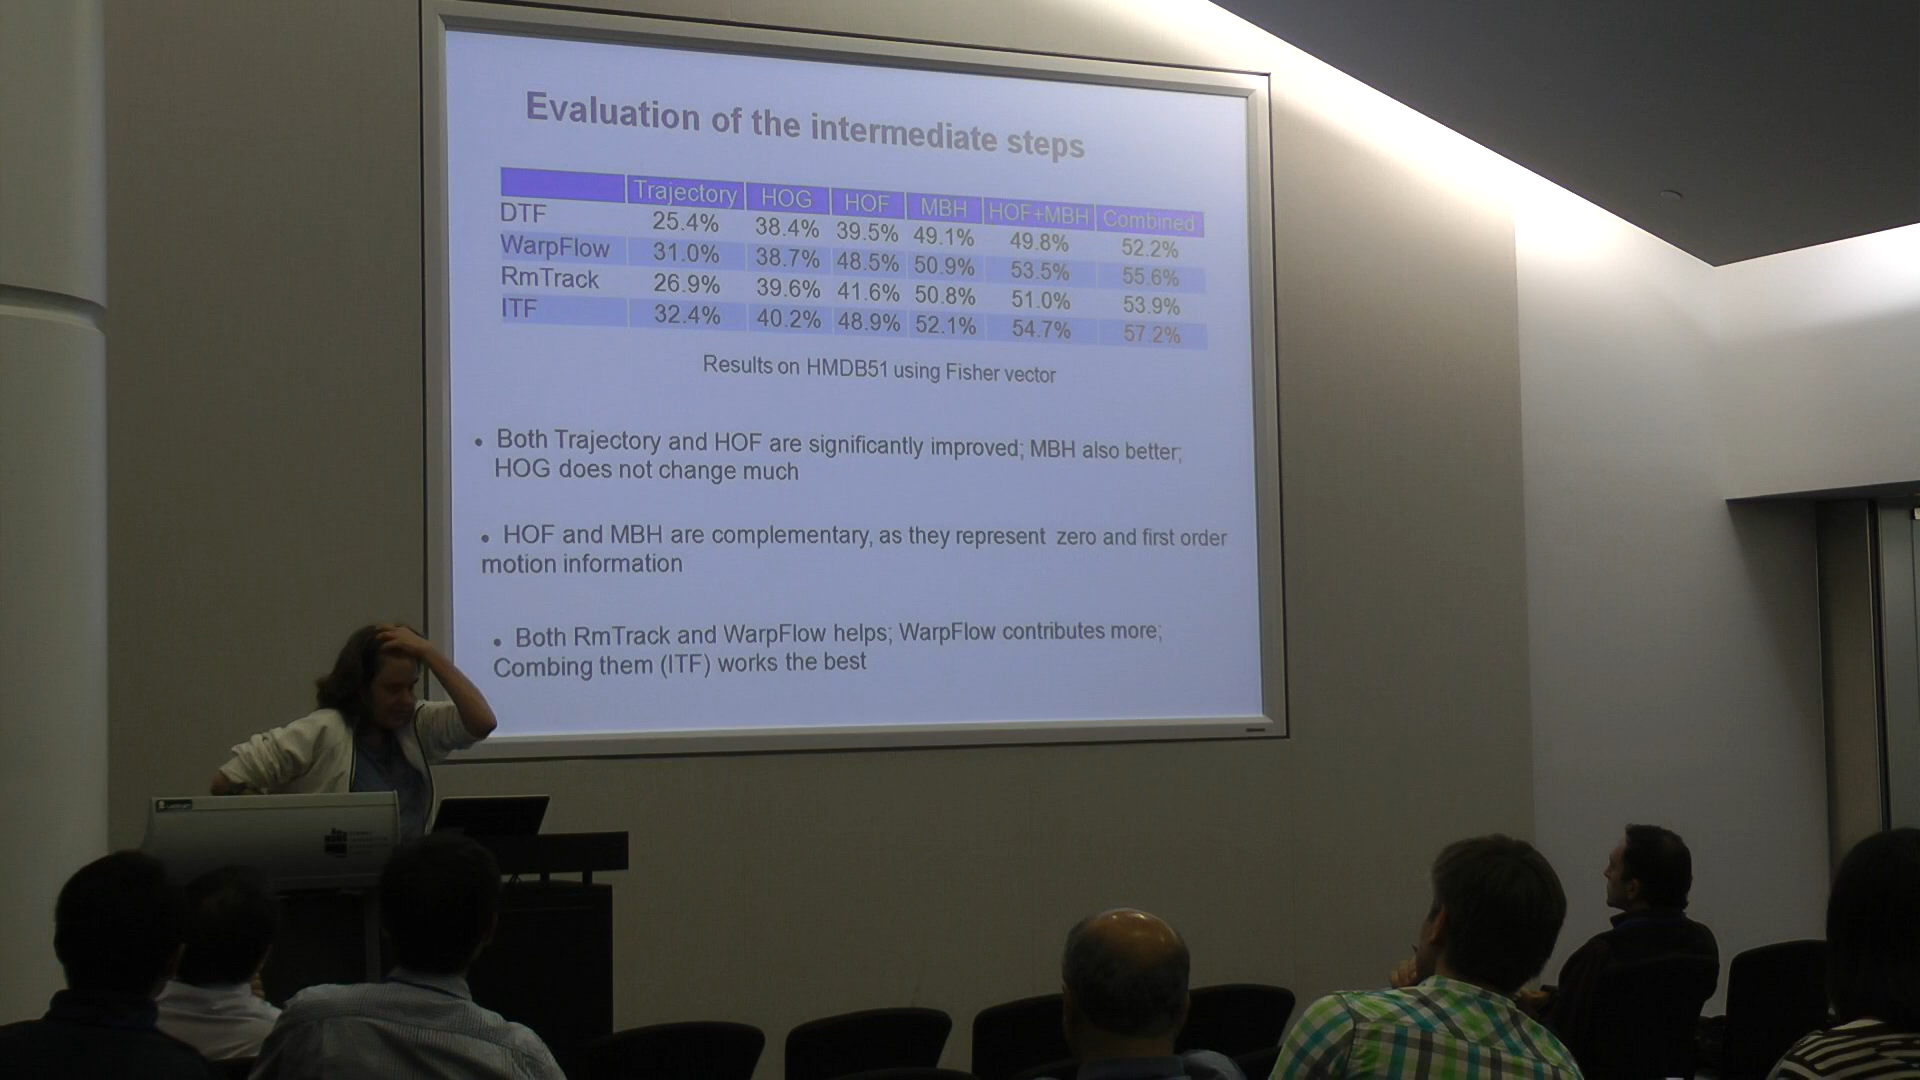 Evaluation of the intermediate steps
Trajectory HOG HOF MBH HOF+MBH Combined
DTF 25.4% 38.4% 39.5% 49.1% 49.8% 52.2%
WarpFlow 31.0% 38.7% 48.5% 50.9% 53.5% 55.6%
RmTrack 26.9% 39.6% 41.6% 50.8% 51.0% 53.9%
ITF 32.4% 40.2% 48.9% 52.1% 54.7% 57.2%
Results on HMDB51 using Fisher vector
• Both Trajectory and HOF are significantly improved; MBH also better;
HOG does not change much
• HOF and MBH are complementary, as they represent zero and first order
motion information
• Both RmTrack and WarpFlow helps; WarpFlow contributes more;
Combing them (ITF) works the best